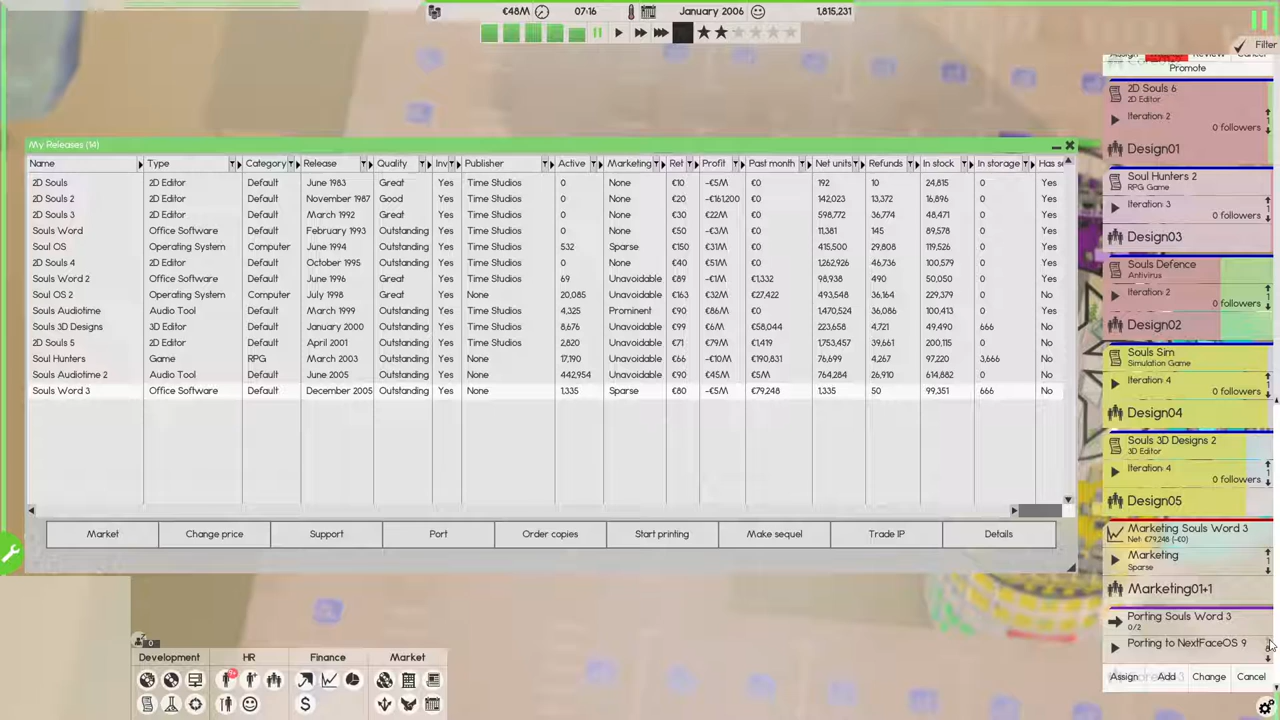 €48M 07:16 January 2006 1,815,231
Filter
My Releases (14)
Name Type Category Release Quality Inv Publisher Active Marketing Ret Profit Past month Net units Refunds In stock In storage Has se
2D Souls 2D Editor Default June 1983 Great Yes Time Studios 0 None €10 -€5M €0 192 10 24,815 0 Yes
2D Souls 2 2D Editor Default November 1987 Good Yes Time Studios 0 None €20 -€161,200 €0 142,023 13,372 16,896 0 Yes
2D Souls 3 2D Editor Default March 1992 Great Yes Time Studios 0 None €30 €22M €0 598,772 36,774 48,471 0 Yes
Souls Word Office Software Default February 1993 Outstanding Yes Time Studios 0 None €50 -€3M €0 11,381 145 89,578 0 Yes
Soul OS Operating System Computer June 1994 Outstanding Yes Time Studios 532 Sparse €150 €31M €0 415,500 29,808 119,526 0 Yes
2D Souls 4 2D Editor Default October 1995 Outstanding Yes Time Studios 0 None €40 €51M €0 1,262,926 46,736 100,579 0 Yes
Souls Word 2 Office Software Default June 1996 Great Yes Time Studios 69 Unavoidable €89 -€1M €1,332 98,938 490 50,050 0 Yes
Soul OS 2 Operating System Computer July 1998 Great Yes None 20,085 Unavoidable €163 €32M €27,422 493,548 36,164 229,379 0 No
Souls Audiotime Audio Tool Default March 1999 Outstanding Yes Time Studios 4,325 Prominent €90 €86M €0 1,470,524 36,086 100,413 0 No
Souls 3D Designs 3D Editor Default January 2000 Outstanding Yes Time Studios 8,676 Unavoidable €99 €6M €58,044 223,658 4,721 49,490 666 No
2D Souls 5 2D Editor Default April 2001 Outstanding Yes Time Studios 2,820 Unavoidable €71 €79M €1,419 1,753,457 39,661 200,115 0 No
Soul Hunters Game RPG March 2003 Outstanding Yes None 17,190 Unavoidable €66 -€10M €190,831 76,699 4,267 97,220 3,666 No
Souls Audiotime 2 Audio Tool Default June 2005 Outstanding Yes None 442,954 Unavoidable €90 €45M €5M 764,284 26,910 614,882 0 No
Souls Word 3 Office Software Default December 2005 Outstanding Yes None 1,335 Sparse €80 -€5M €79,248 1,335 50 99,351 666 No
Market Change price Support Port Order copies Start printing Make sequel Trade IP Details
Promote
2D Souls 6
2D Editor
Iteration: 2
0 followers
1
Design01
Soul Hunters 2
RPG Game
Iteration: 3
0 followers
1
Design03
Souls Defence
Antivirus
Iteration: 2
0 followers
1
Design02
Souls Sim
Simulation Game
Iteration: 4
0 followers
1
Design04
Souls 3D Designs 2
3D Editor
Iteration: 4
0 followers
1
Design05
Marketing Souls Word 3
Net: €79,248 (-€0)
Marketing
Sparse
1
Marketing01+1
Porting Souls Word 3
0/2
Porting to NextFaceOS 9
Assign Add Change Cancel
0
Development HR Finance Market